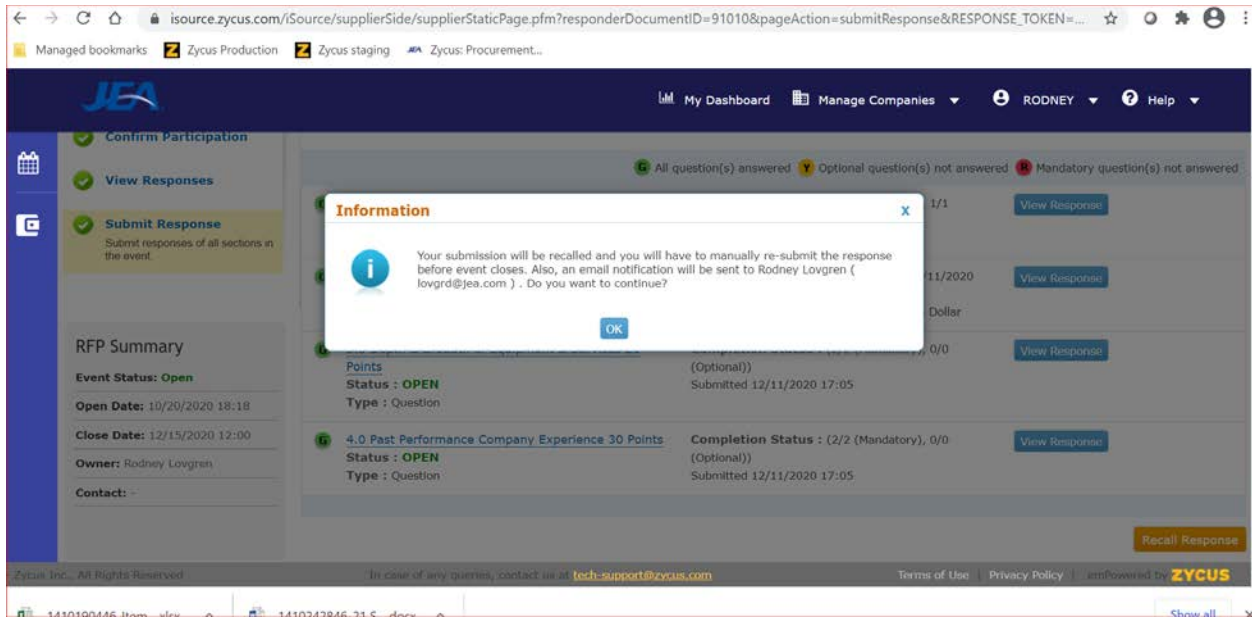 isource.zycus.com/iSource/supplierSide/supplierStaticPage.pfm?responderDocumentID=91010&pageAction=submitResponse&RESPONSE_TOKEN=...
Managed bookmarks Zycus Production Zycus staging Zycus: Procurement...
JEA My Dashboard Manage Companies RODNEY Help
Confirm Participation
G All question(s) answered Y Optional question(s) not answered R Mandatory question(s) not answered
View Responses
Information X
1/1 View Response
Submit Response
Submit responses of all sections in
the event.
Your submission will be recalled and you will have to manually re-submit the response
before event closes. Also, an email notification will be sent to Rodney Lovgren (
lovgrd@jea.com ) . Do you want to continue?
/11/2020 View Response
Dollar
OK
RFP Summary
0/0 View Response
Points (Optional))
Event Status: Open
Status : OPEN Submitted 12/11/2020 17:05
Type : Question
Open Date: 10/20/2020 18:18
Close Date: 12/15/2020 12:00
G 4.0 Past Performance Company Experience 30 Points Completion Status : (2/2 (Mandatory), 0/0 View Response
Status : OPEN (Optional))
Owner: Rodney Lovgren
Type : Question Submitted 12/11/2020 17:05
Contact: -
Recall Response
Zycus Inc., All Rights Reserved In case of any queries, contact us at tech-support@zycus.com Terms of Use | Privacy Policy | emPowered by ZYCUS
1410190446_Item....xlsx 1410242846_21.S....docx Show all X